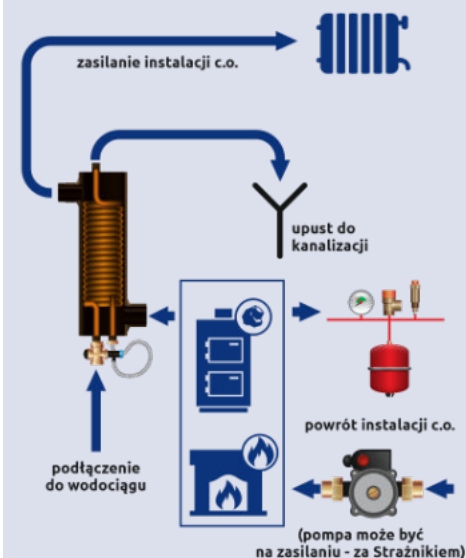 zasilanie instalacji c.o.
upust do
kanalizacji
powrót instalacji c.o.
podłączenie
do wodociągu
(pompa może być
na zasilaniu - za Strażnikiem)